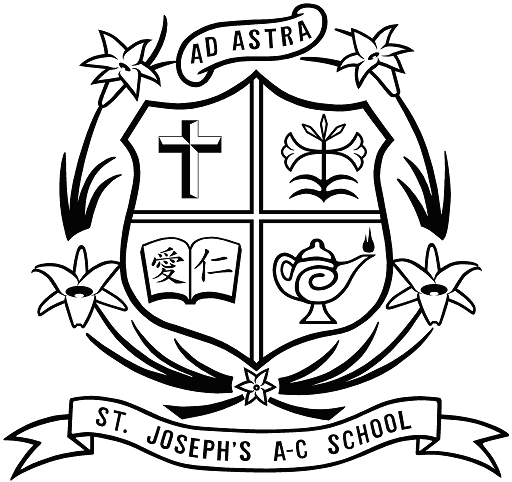 AD ASTRA
愛仁
ST. JOSEPH'S A-C SCHOOL